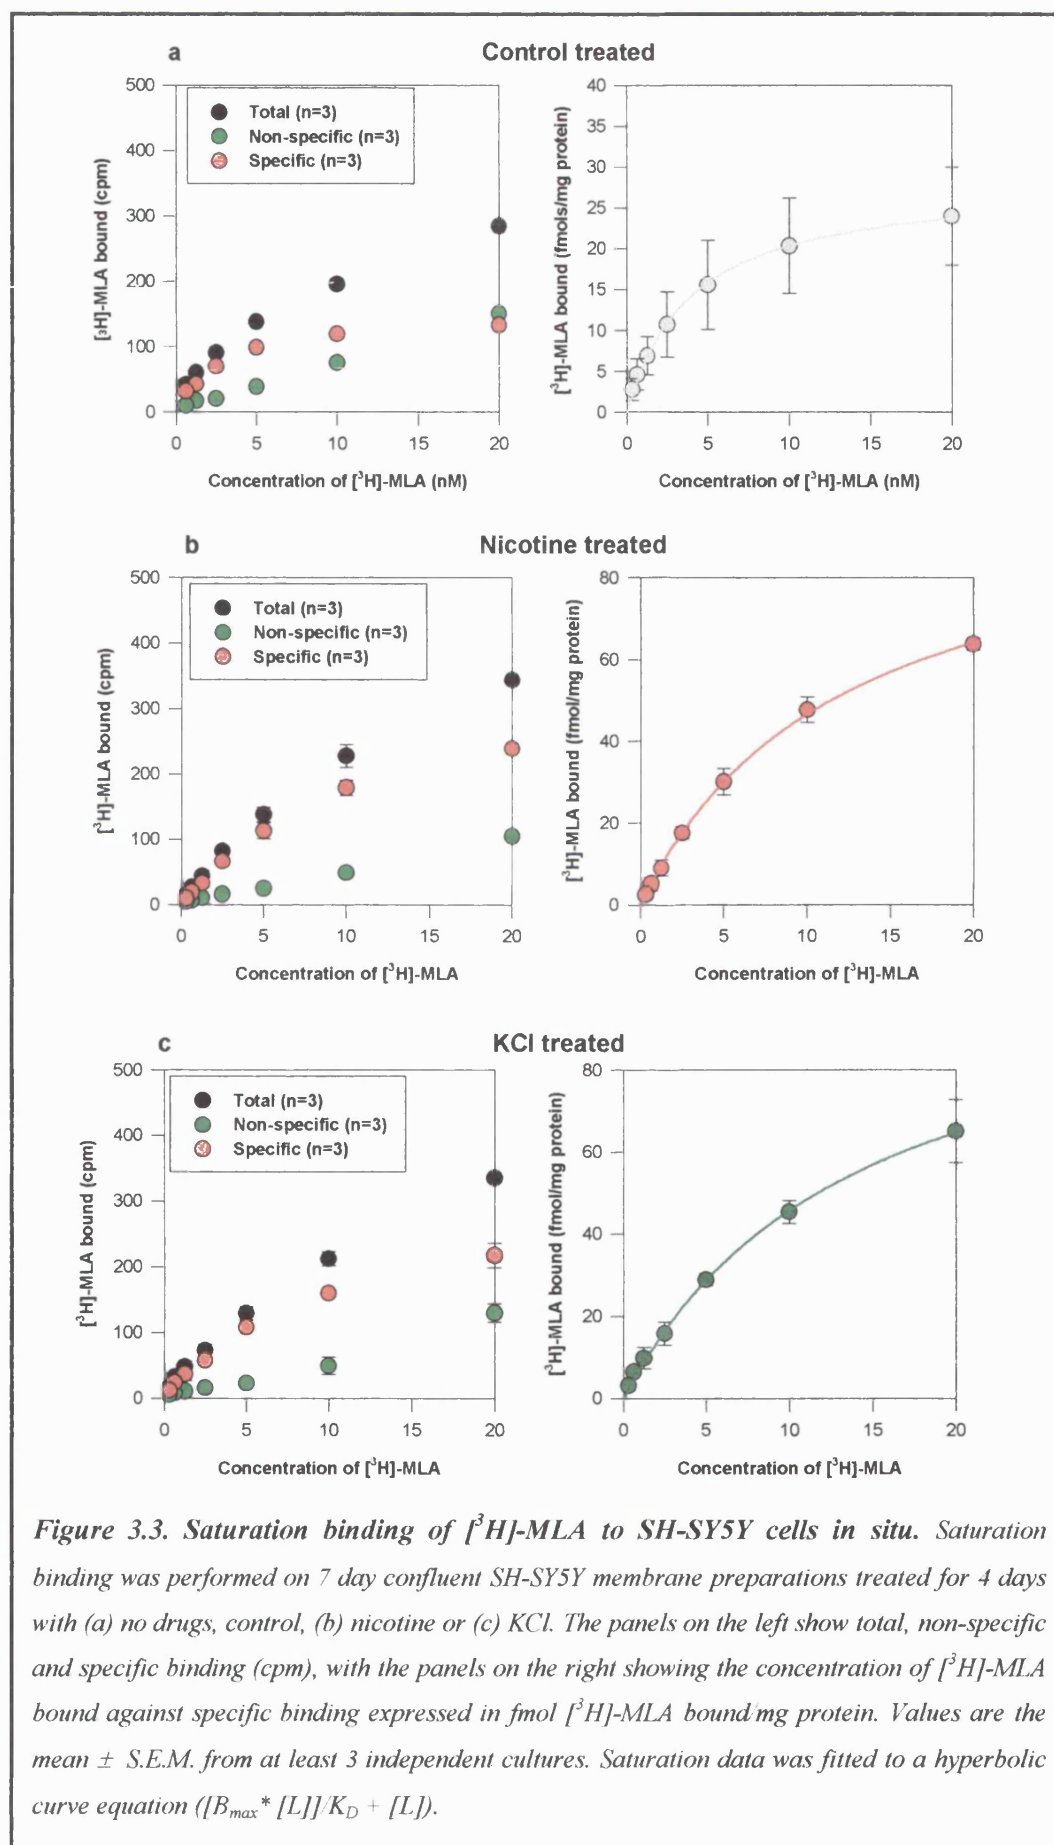 a
Control treated
500
400
300
200
100
0
[3H]-MLA bound (cpm)
Total (n=3)
Non-specific (n=3)
Specific (n=3)
0 5 10 15 20
Concentration of [³H]-MLA (nM)
40
35
30
25
20
15
10
5
0
[³H]-MLA bound (fmols/mg protein)
0 5 10 15 20
Concentration of [³H]-MLA (nM)
b
Nicotine treated
500
400
300
200
100
0
[³H]-MLA bound (cpm)
Total (n=3)
Non-specific (n=3)
Specific (n=3)
0 5 10 15 20
Concentration of [³H]-MLA
80
60
40
20
0
[³H]-MLA bound (fmol/mg protein)
0 5 10 15 20
Concentration of [³H]-MLA
c
KCl treated
500
400
300
200
100
0
[³H]-MLA bound (cpm)
Total (n=3)
Non-specific (n=3)
Specific (n=3)
0 5 10 15 20
Concentration of [³H]-MLA
80
60
40
20
0
[³H]-MLA bound (fmol/mg protein)
0 5 10 15 20
Concentration of [³H]-MLA
Figure 3.3. Saturation binding of [³H]-MLA to SH-SY5Y cells in situ. Saturation
binding was performed on 7 day confluent SH-SY5Y membrane preparations treated for 4 days
with (a) no drugs, control, (b) nicotine or (c) KCl. The panels on the left show total, non-specific
and specific binding (cpm), with the panels on the right showing the concentration of [³H]-MLA
bound against specific binding expressed in fmol [³H]-MLA bound/mg protein. Values are the
mean ± S.E.M. from at least 3 independent cultures. Saturation data was fitted to a hyperbolic
curve equation ([Bmax* [L]]/KD + [L]).